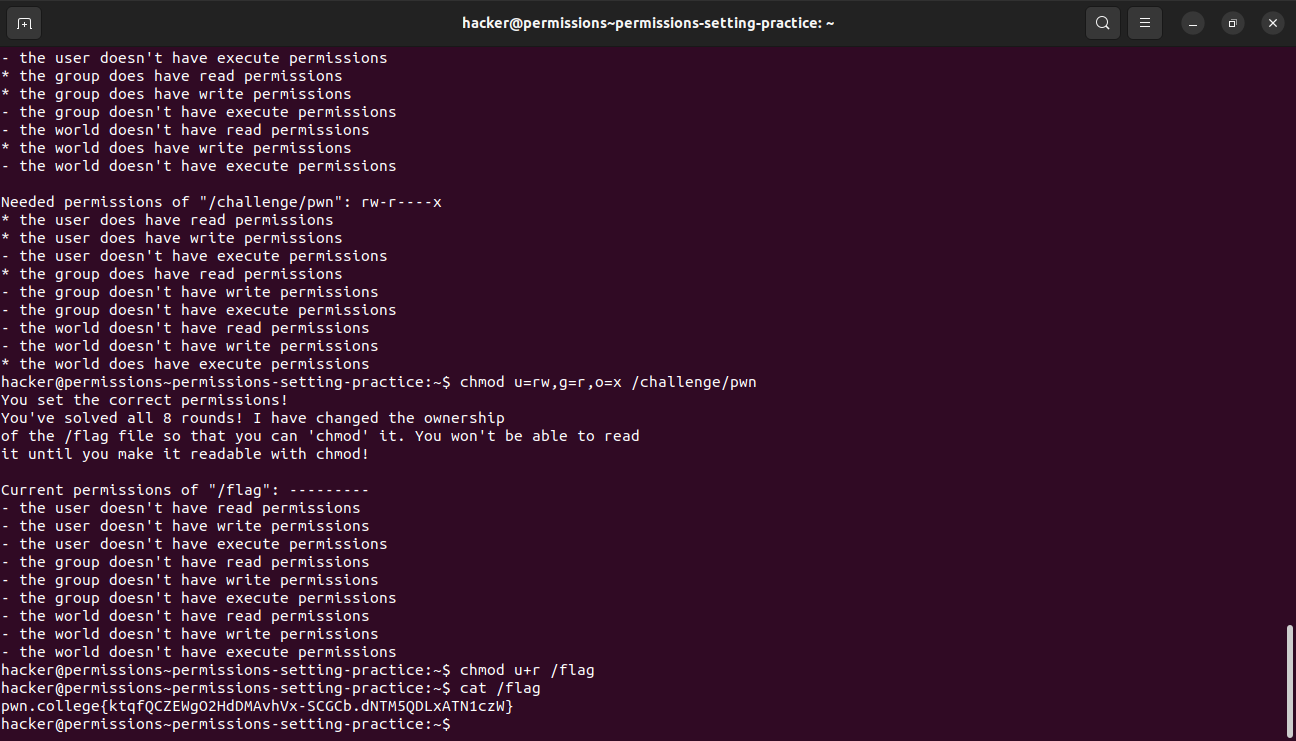 hacker@permissions~permissions-setting-practice: ~
- the user doesn't have execute permissions
* the group does have read permissions
* the group does have write permissions
- the group doesn't have execute permissions
- the world doesn't have read permissions
* the world does have write permissions
- the world doesn't have execute permissions
Needed permissions of "/challenge/pwn": rw-r----x
* the user does have read permissions
* the user does have write permissions
- the user doesn't have execute permissions
* the group does have read permissions
- the group doesn't have write permissions
- the group doesn't have execute permissions
- the world doesn't have read permissions
- the world doesn't have write permissions
* the world does have execute permissions
hacker@permissions~permissions-setting-practice:~$ chmod u=rw,g=r,o=x /challenge/pwn
You set the correct permissions!
You've solved all 8 rounds! I have changed the ownership
of the /flag file so that you can 'chmod' it. You won't be able to read
it until you make it readable with chmod!
Current permissions of "/flag": ---------
- the user doesn't have read permissions
- the user doesn't have write permissions
- the user doesn't have execute permissions
- the group doesn't have read permissions
- the group doesn't have write permissions
- the group doesn't have execute permissions
- the world doesn't have read permissions
- the world doesn't have write permissions
- the world doesn't have execute permissions
hacker@permissions~permissions-setting-practice:~$ chmod u+r /flag
hacker@permissions~permissions-setting-practice:~$ cat /flag
pwn.college{ktqfQCZEWgO2HdDMAvhVx-SCGCb.dNTM5QDLxATN1czW}
hacker@permissions~permissions-setting-practice:~$